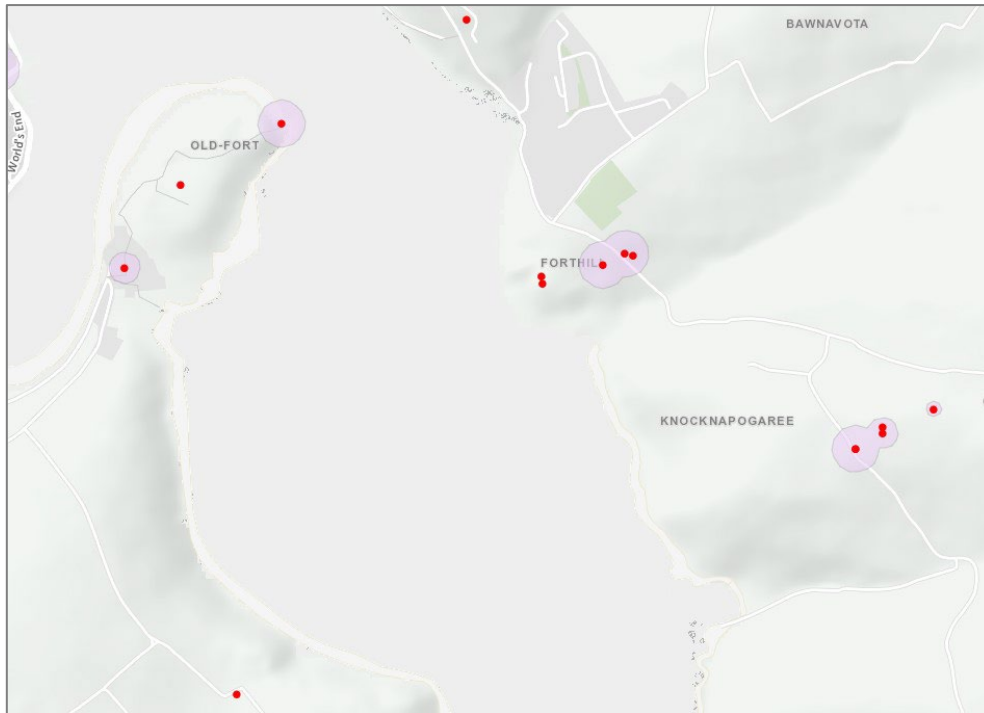 BAWNAVOTA
World's End
OLD-FORT
FORTHILL
KNOCKNAPOGAREE